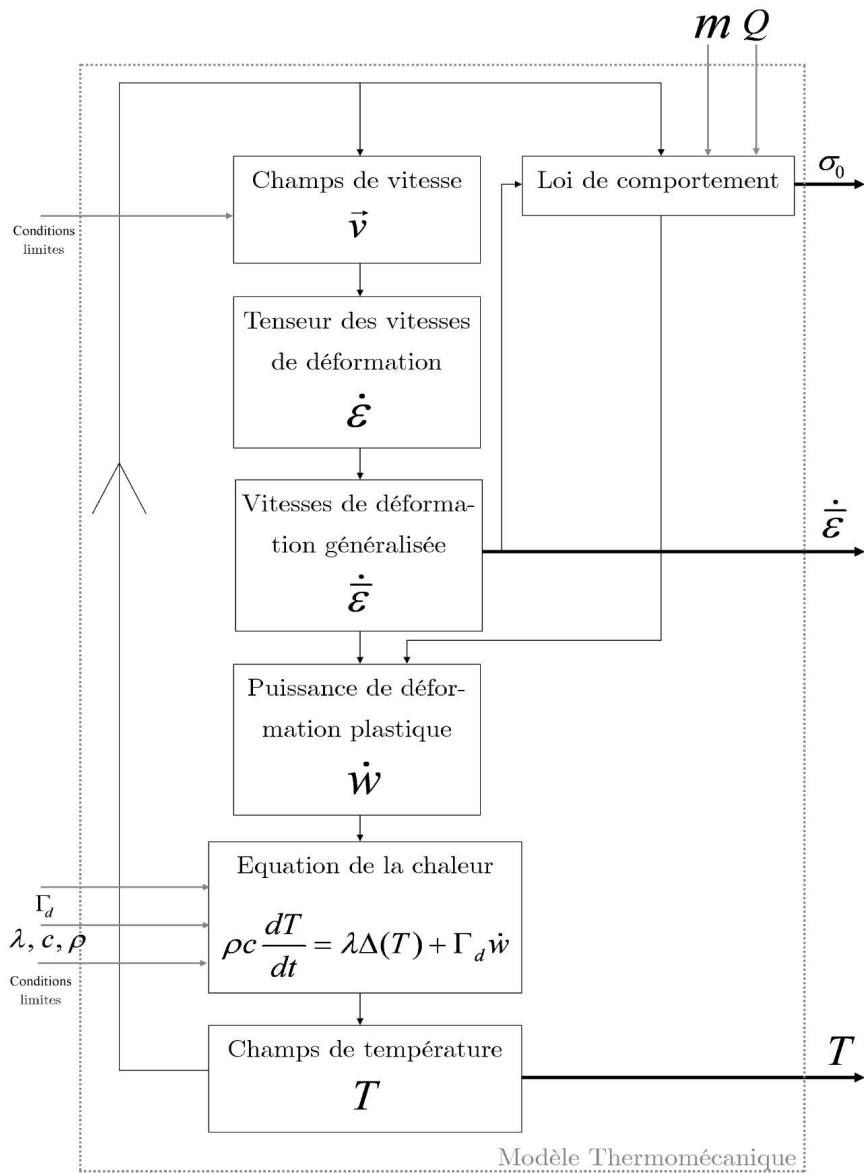 m Q
Champs de vitesse
v⃗
Loi de comportement
σ₀
Conditions
limites
Tenseur des vitesses
de déformation
ε̇
Vitesses de déforma-
tion généralisée
ε̅̇
ε̅̇
Puissance de défor-
mation plastique
ẇ
Equation de la chaleur
ρc dT/dt = λΔ(T) + Γ_d ẇ
Γ_d
λ, c, ρ
Conditions
limites
Champs de température
T
T
Modèle Thermomécanique